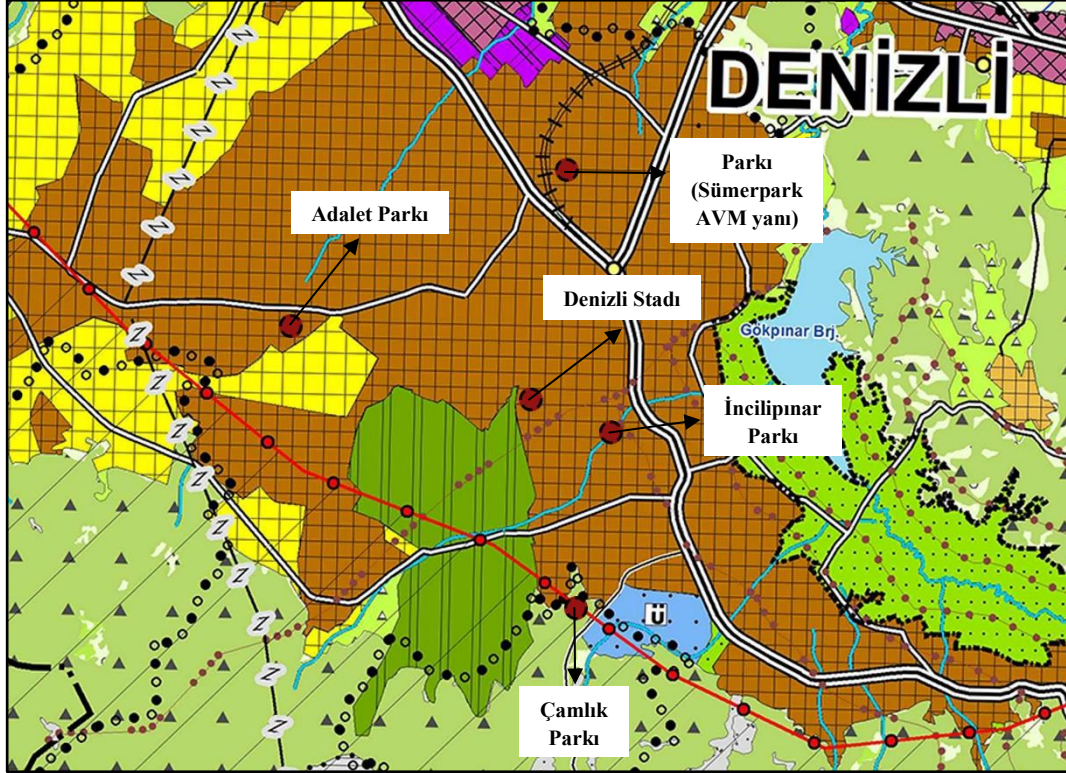 DENİZLİ
Parkı
(Sümerpark
AVM yanı)
Adalet Parkı
Denizli Stadı
Gökpınar Brj.
İncilipınar
Parkı
Ü
Çamlık
Parkı
Z
Z
Z
Z
Z
Z
Z
Z
Z
Z
Z
Z